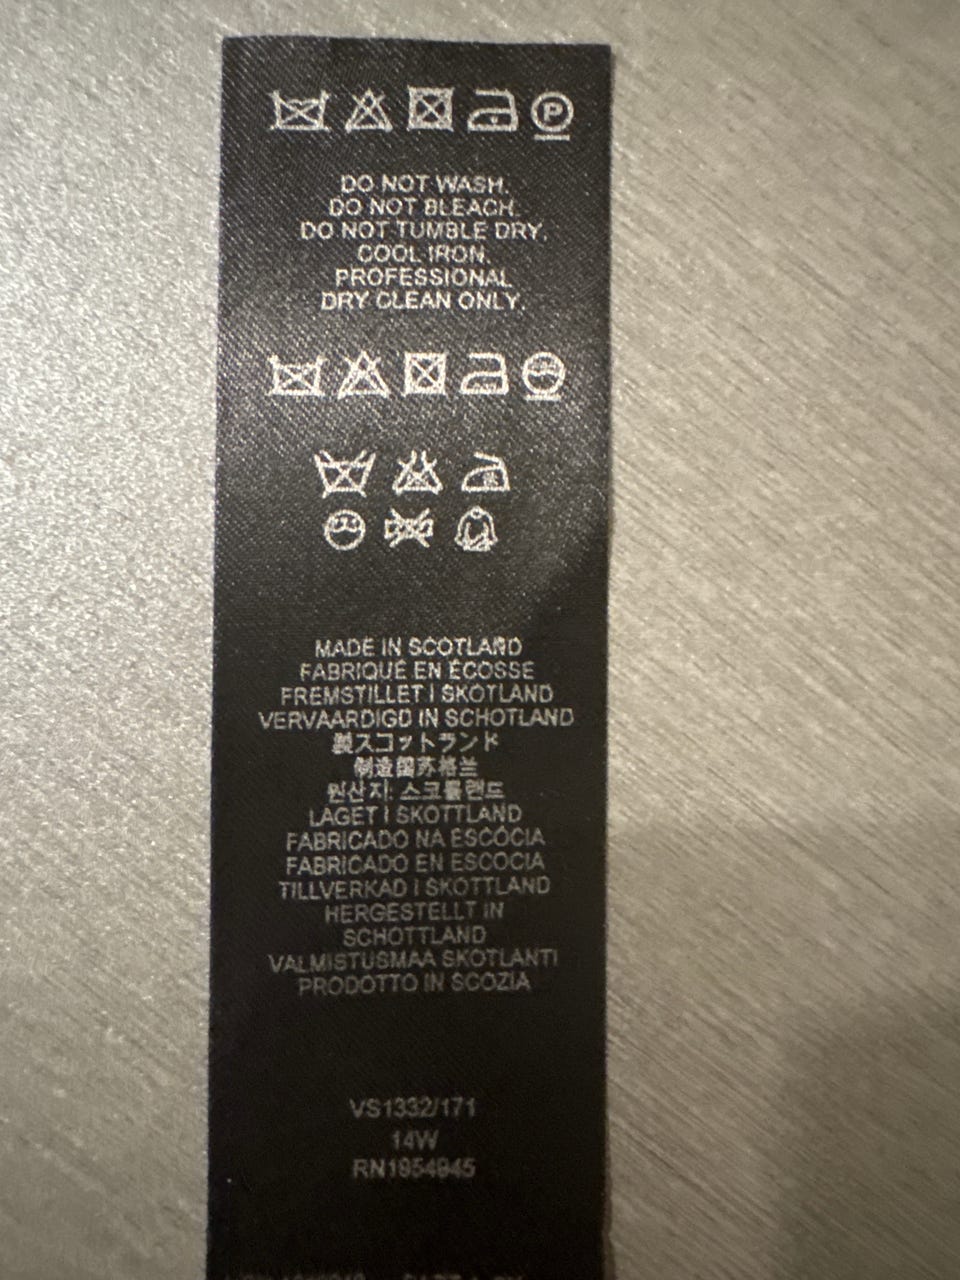 P
DO NOT WASH.
DO NOT BLEACH.
DO NOT TUMBLE DRY.
COOL IRON.
PROFESSIONAL
DRY CLEAN ONLY.
MADE IN SCOTLAND
FABRIQUÉ EN ÉCOSSE
FREMSTILLET I SKOTLAND
VERVAARDIGD IN SCHOTLAND
製スコットランド
制造国苏格兰
원산지: 스코틀랜드
LAGET I SKOTTLAND
FABRICADO NA ESCÓCIA
FABRICADO EN ESCOCIA
TILLVERKAD I SKOTTLAND
HERGESTELLT IN
SCHOTTLAND
VALMISTUSMAA SKOTLANTI
PRODOTTO IN SCOZIA
VS1332/171
14W
RN1954945